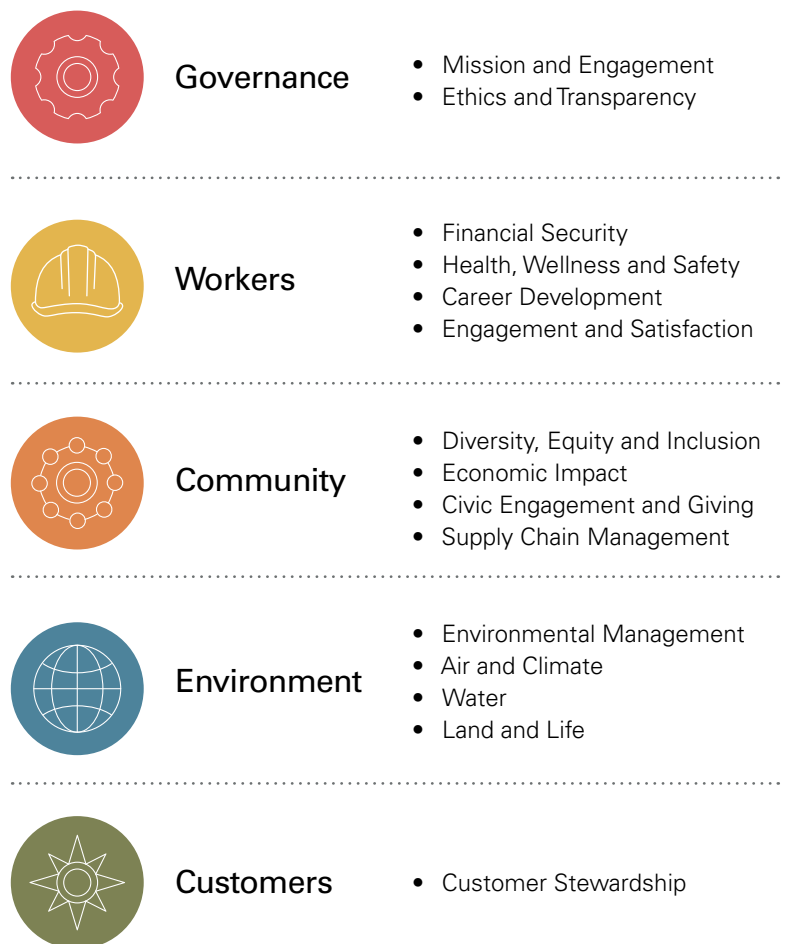 Governance
• Mission and Engagement
• Ethics and Transparency
Workers
• Financial Security
• Health, Wellness and Safety
• Career Development
• Engagement and Satisfaction
Community
• Diversity, Equity and Inclusion
• Economic Impact
• Civic Engagement and Giving
• Supply Chain Management
Environment
• Environmental Management
• Air and Climate
• Water
• Land and Life
Customers
• Customer Stewardship